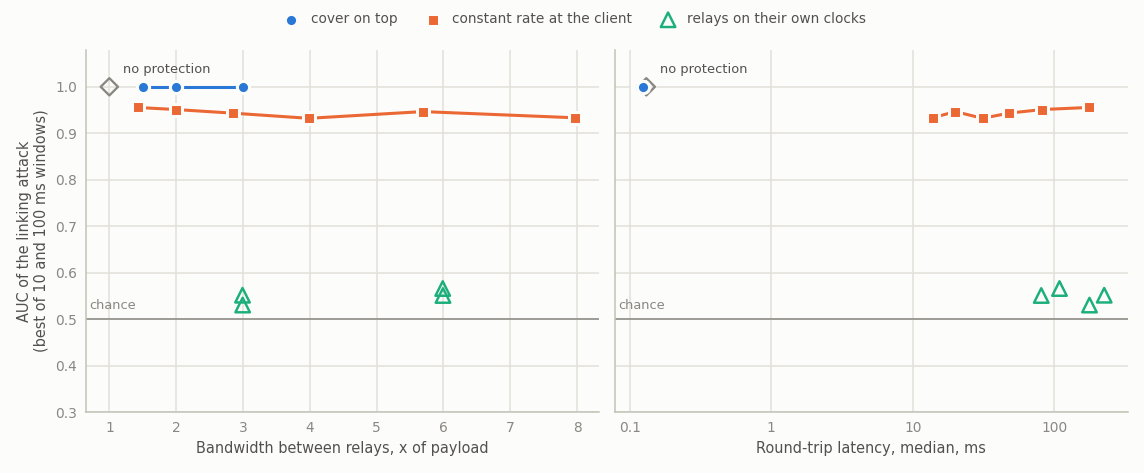 cover on top
constant rate at the client
relays on their own clocks
AUC of the linking attack
(best of 10 and 100 ms windows)
1.0
0.9
0.8
0.7
0.6
0.5
0.4
0.3
no protection
chance
1 2 3 4 5 6 7 8
Bandwidth between relays, x of payload
no protection
chance
0.1 1 10 100
Round-trip latency, median, ms